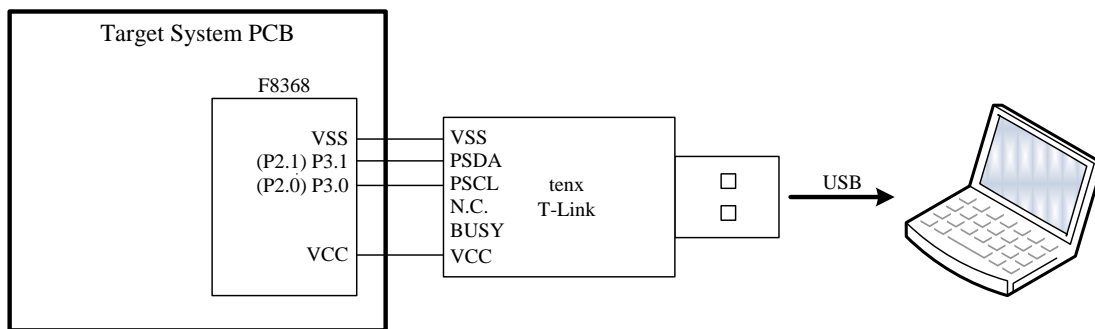 Target System PCB
F8368
VSS
(P2.1) P3.1
(P2.0) P3.0
VCC
VSS
PSDA
PSCL
N.C.
BUSY
VCC
tenx
T-Link
USB